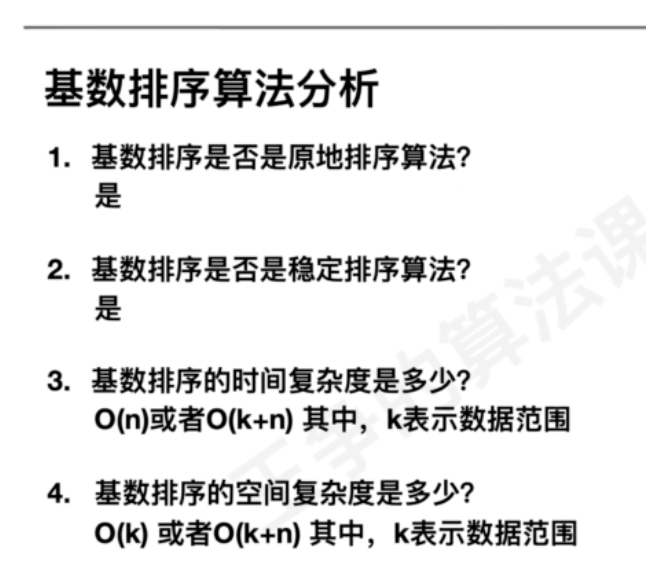 基数排序算法分析
1. 基数排序是否是原地排序算法?
是
2. 基数排序是否是稳定排序算法?
是
3. 基数排序的时间复杂度是多少?
O(n)或者O(k+n) 其中，k表示数据范围
4. 基数排序的空间复杂度是多少?
O(k) 或者O(k+n) 其中，k表示数据范围
的算法课